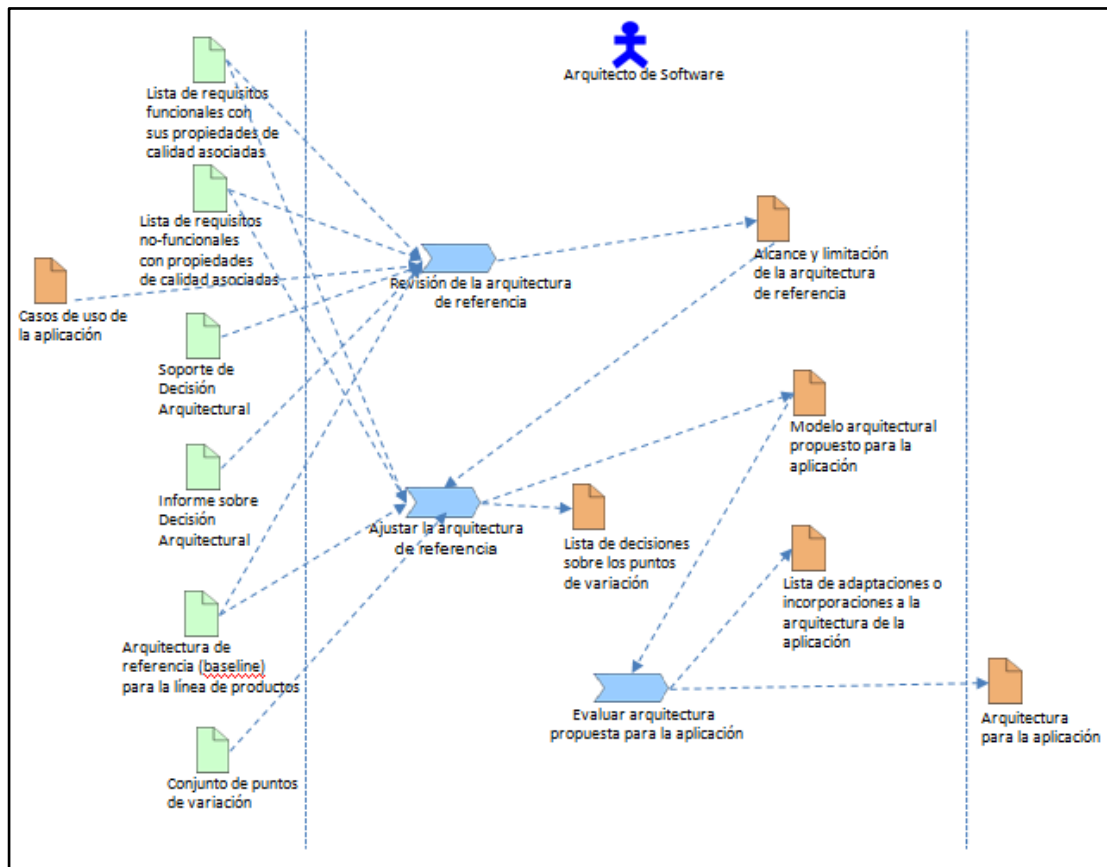 Arquitecto de Software
Lista de requisitos
funcionales con
sus propiedades de
calidad asociadas
Lista de requisitos
no-funcionales
con propiedades
de calidad asociadas
Casos de uso de
la aplicación
Soporte de
Decisión
Arquitectural
Informe sobre
Decisión
Arquitectural
Arquitectura de
referencia (baseline)
para la línea de productos
Conjunto de puntos
de variación
Revisión de la arquitectura
de referencia
Alcance y limitación
de la arquitectura
de referencia
Ajustar la arquitectura
de referencia
Lista de decisiones
sobre los puntos
de variación
Modelo arquitectural
propuesto para la
aplicación
Lista de adaptaciones o
incorporaciones a la
arquitectura de la
aplicación
Evaluar arquitectura
propuesta para la aplicación
Arquitectura
para la aplicación